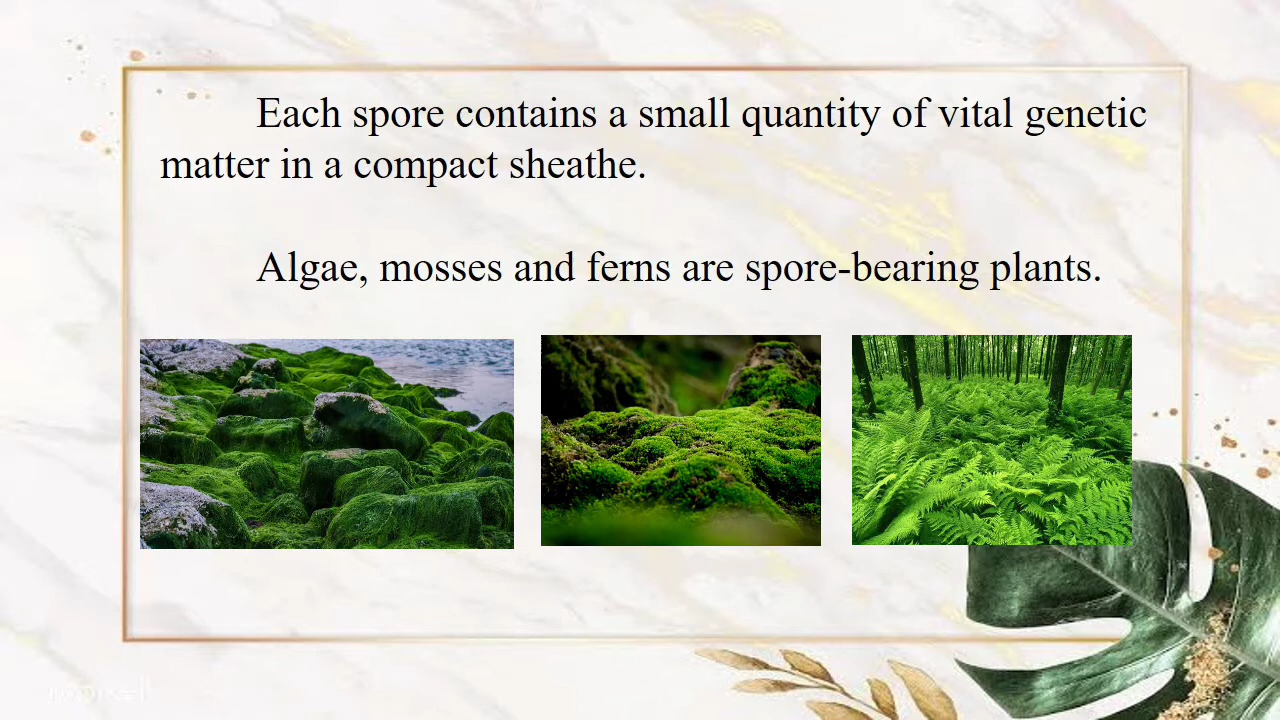 Each spore contains a small quantity of vital genetic
matter in a compact sheathe.
Algae, mosses and ferns are spore-bearing plants.